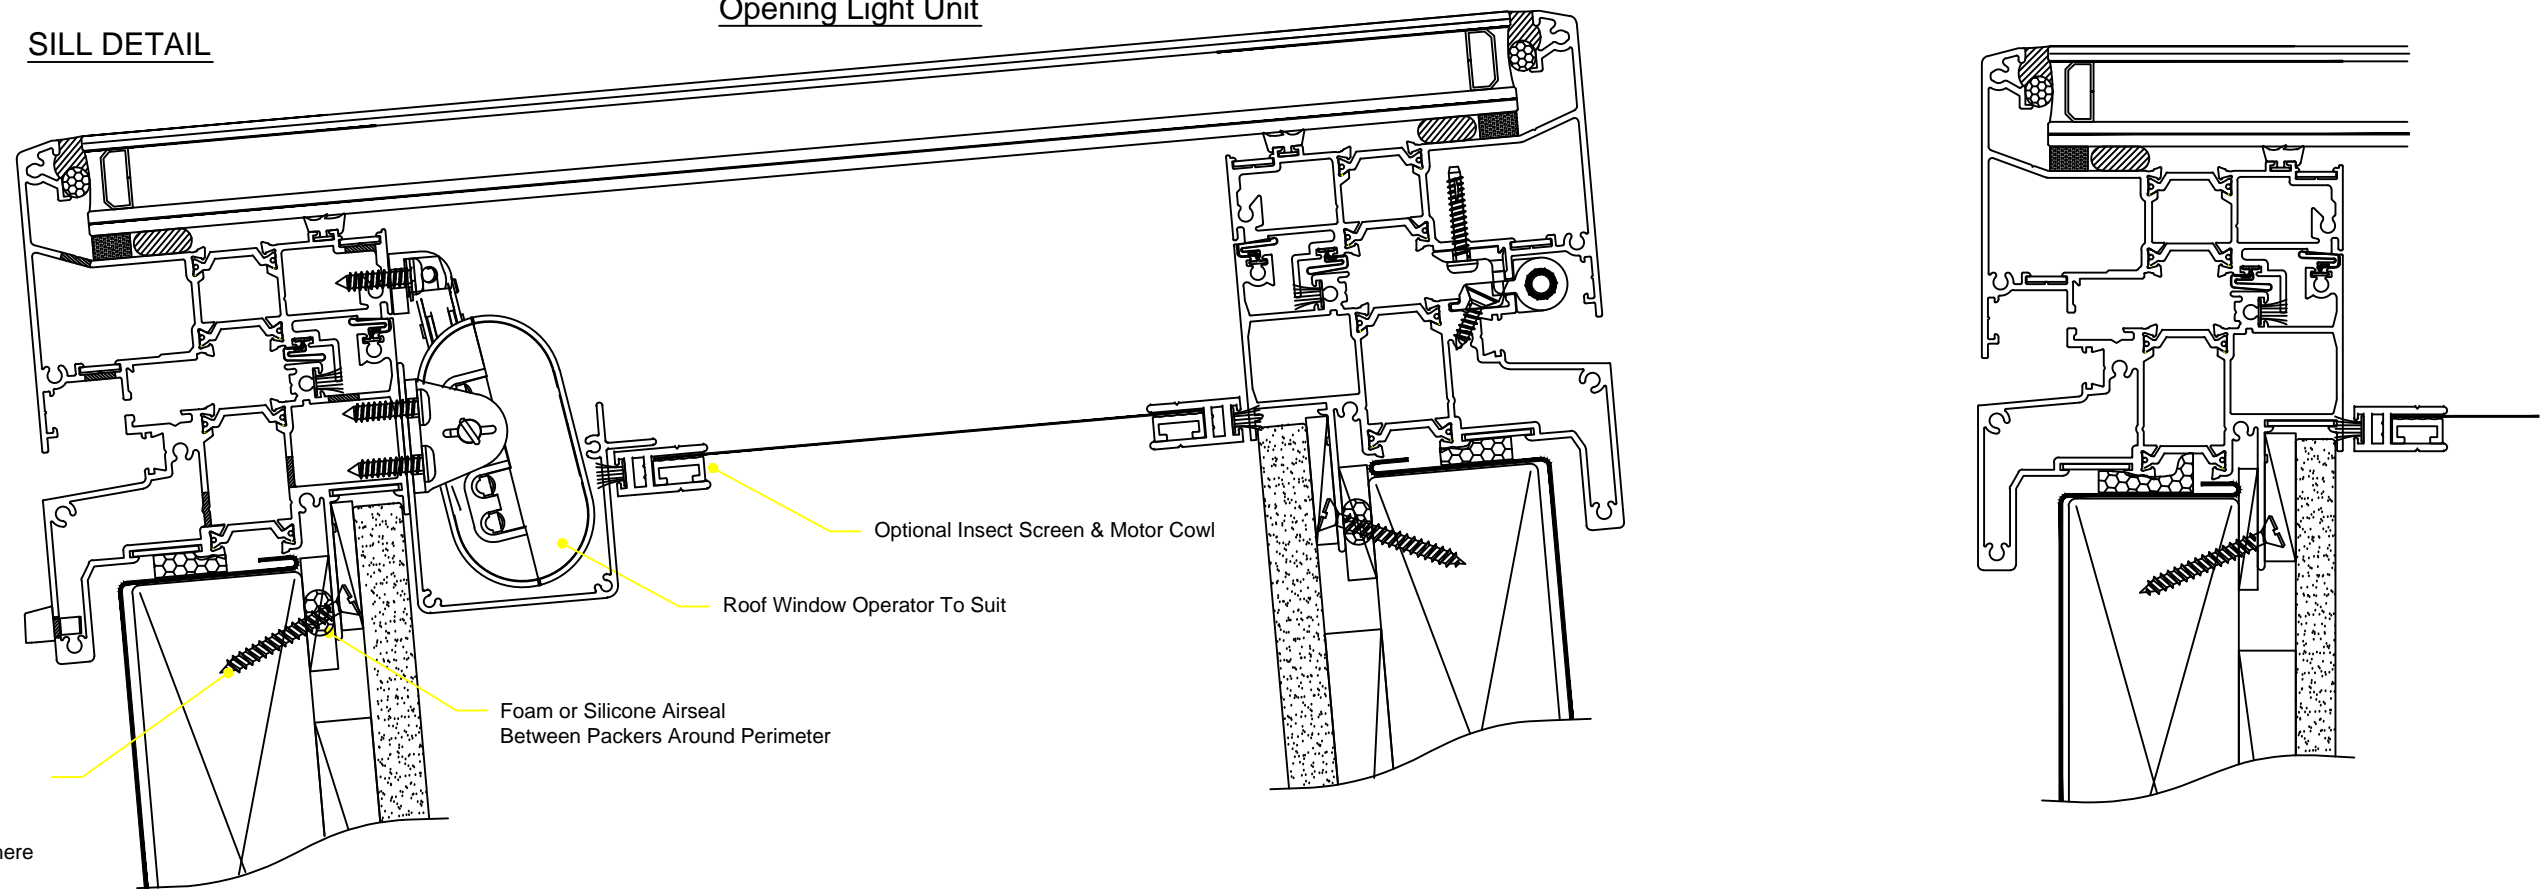 Opening Light Unit
SILL DETAIL
Optional Insect Screen & Motor Cowl
Roof Window Operator To Suit
Foam or Silicone Airseal
Between Packers Around Perimeter